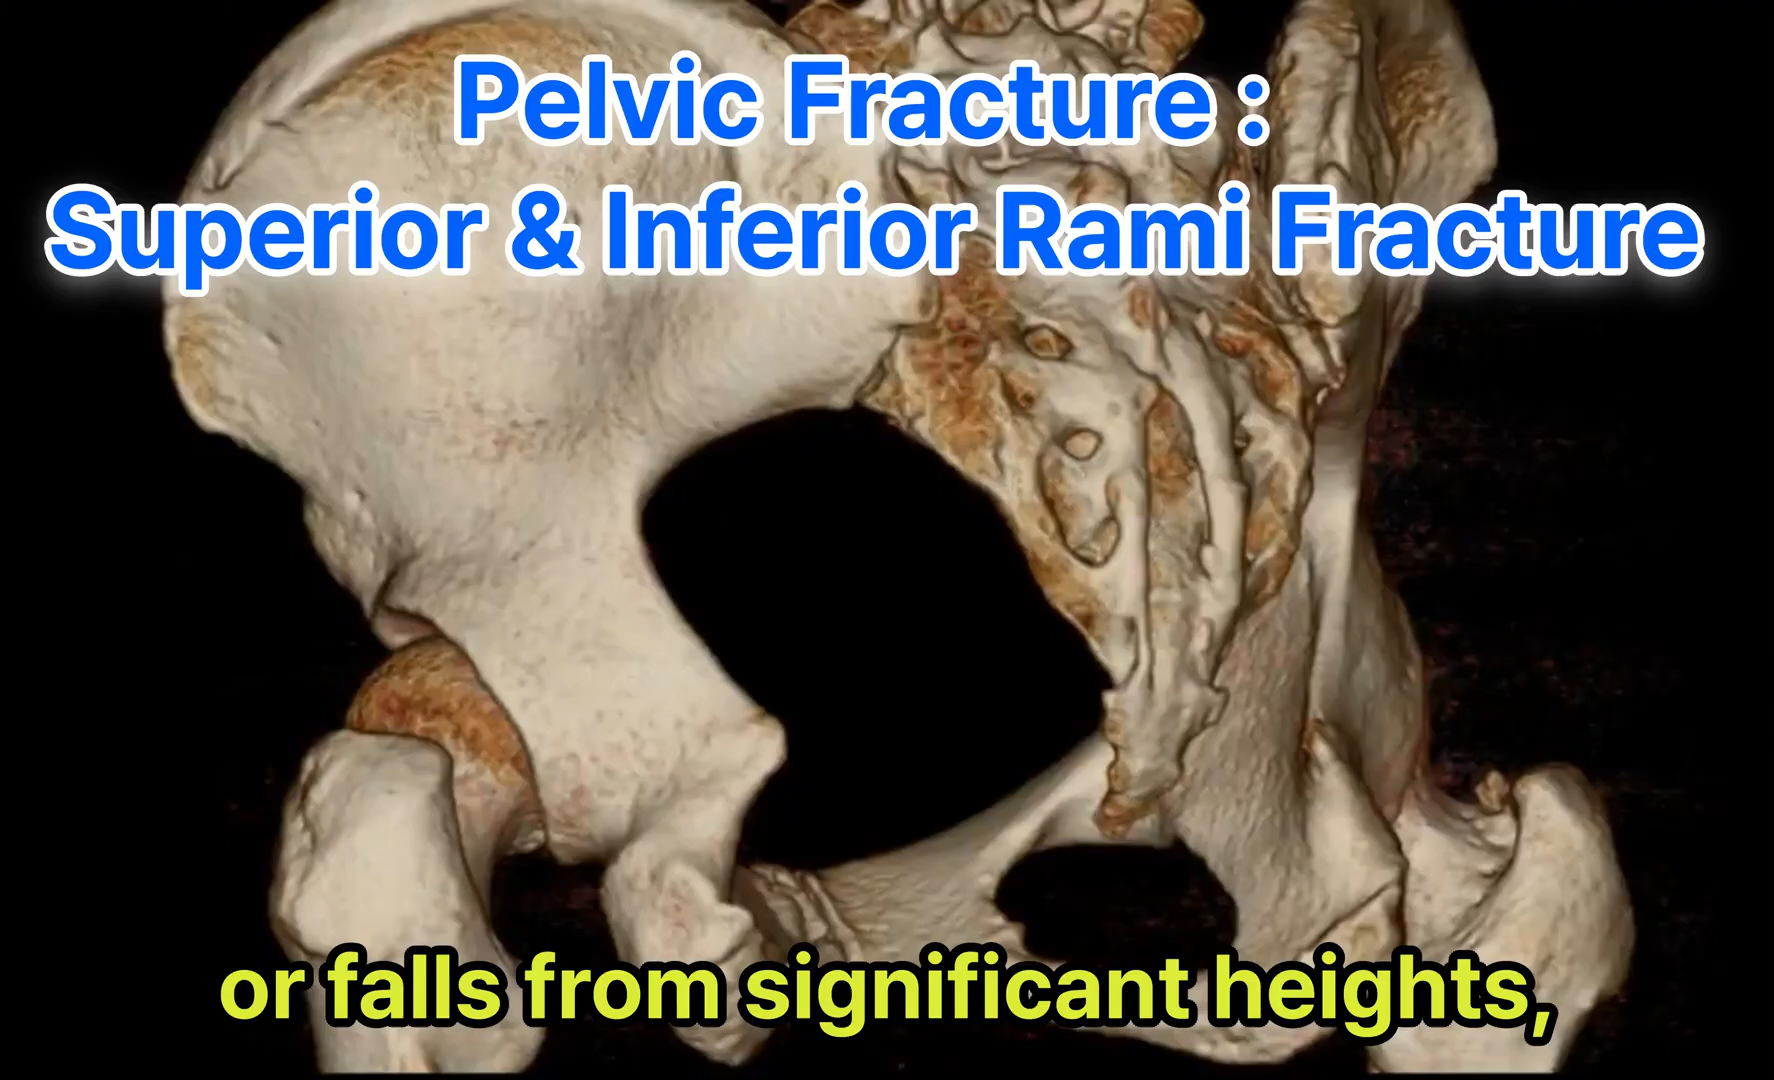 Pelvic Fracture :
Superior & Inferior Rami Fracture
or falls from significant heights,